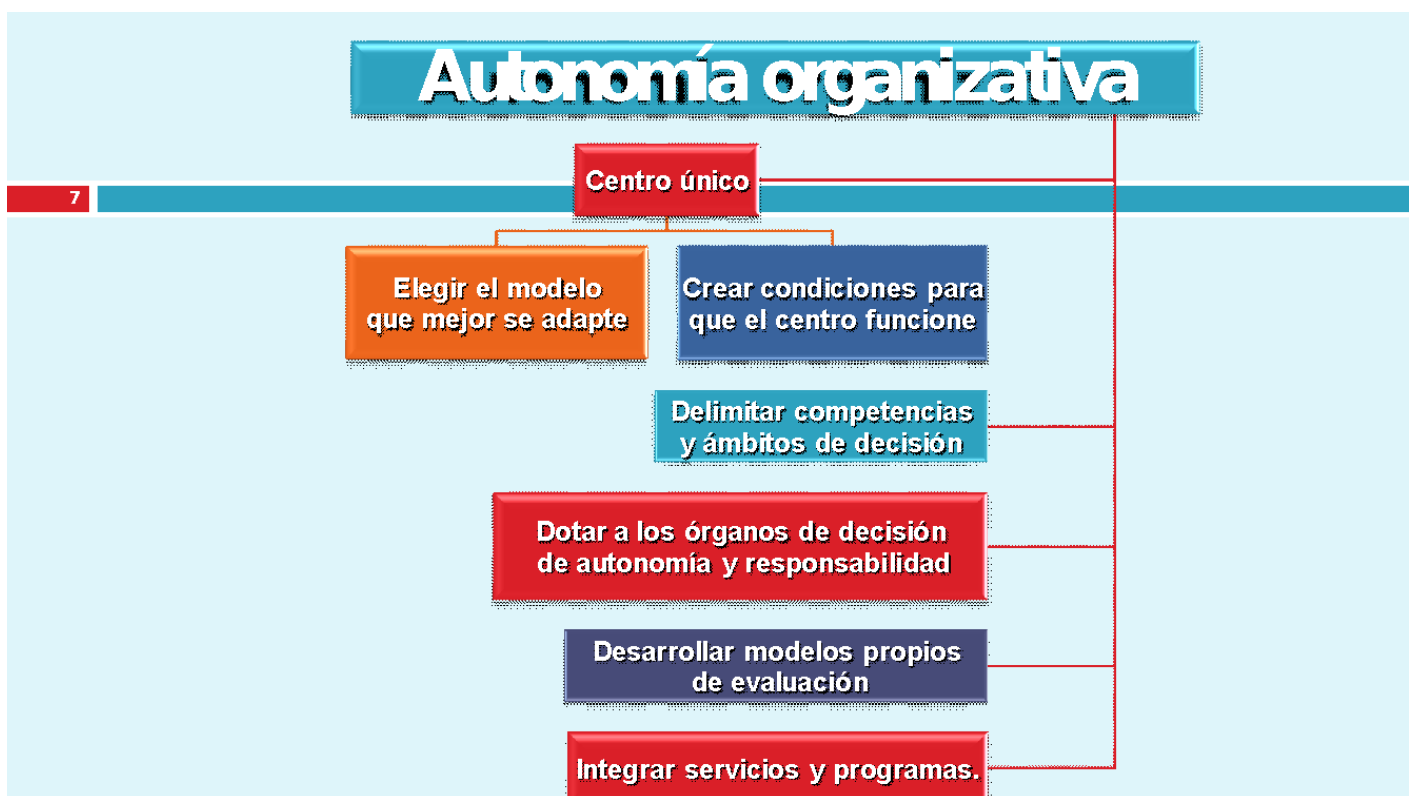 Autonomía organizativa
Centro único
7
Elegir el modelo
que mejor se adapte
Crear condiciones para
que el centro funcione
Delimitar competencias
y ámbitos de decisión
Dotar a los órganos de decisión
de autonomía y responsabilidad
Desarrollar modelos propios
de evaluación
Integrar servicios y programas.